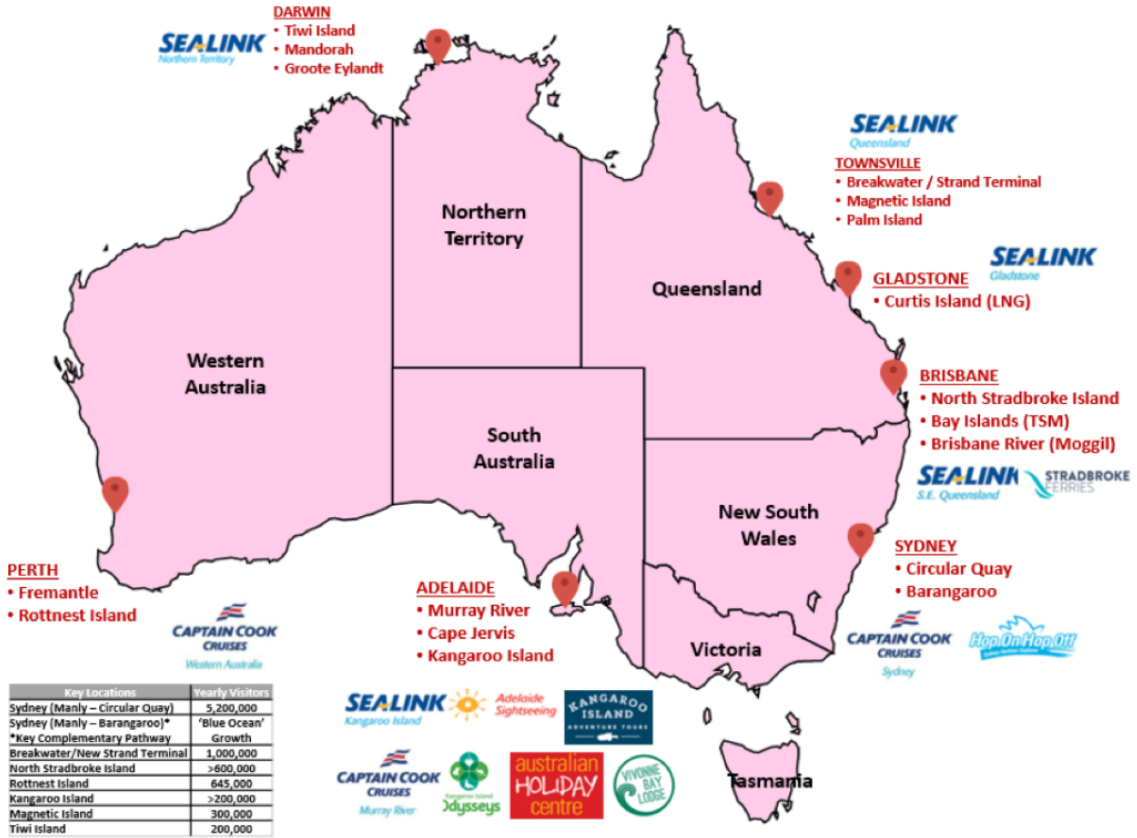 DARWIN
• Tiwi Island
• Mandorah
• Groote Eylandt
SEALINK
Northern Territory
SEALINK
Queensland
TOWNSVILLE
• Breakwater / Strand Terminal
• Magnetic Island
• Palm Island
Northern
Territory
SEALINK
Gladstone
GLADSTONE
• Curtis Island (LNG)
Queensland
Western
Australia
BRISBANE
• North Stradbroke Island
• Bay Islands (TSM)
• Brisbane River (Moggil)
SEALINK
S.E. Queensland
STRADBROKE
FERRIES
South
Australia
New South
Wales
SYDNEY
• Circular Quay
• Barangaroo
CAPTAIN COOK
CRUISES
Sydney
Hop On Hop Off
PERTH
• Fremantle
• Rottnest Island
CAPTAIN COOK
CRUISES
Western Australia
ADELAIDE
• Murray River
• Cape Jervis
• Kangaroo Island
Victoria
Tasmania
SEALINK
Kangaroo Island
Adelaide
Sightseeing
KANGAROO
ISLAND
ADVENTURE TOURS
CAPTAIN COOK
CRUISES
Murray River
Kangaroo Island
Odysseys
australian
HOLIDAY
centre
VIVONNE
BAY
LODGE
Key Locations Yearly Visitors
Sydney (Manly – Circular Quay) 5,200,000
Sydney (Manly – Barangaroo)* 'Blue Ocean'
*Key Complementary Pathway Growth
Breakwater/New Strand Terminal 1,000,000
North Stradbroke Island >600,000
Rottnest Island 645,000
Kangaroo Island >200,000
Magnetic Island 300,000
Tiwi Island 200,000